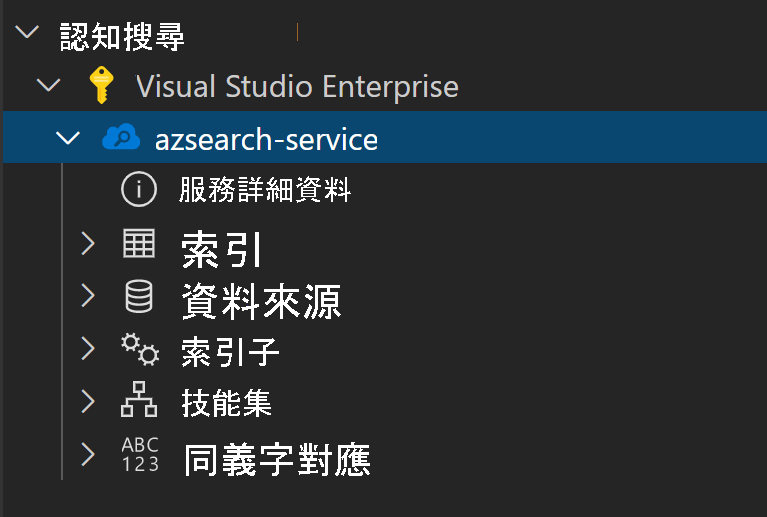 認知搜尋
Visual Studio Enterprise
azsearch-service
服務詳細資料
索引
資料來源
索引子
技能集
ABC
123
同義字對應